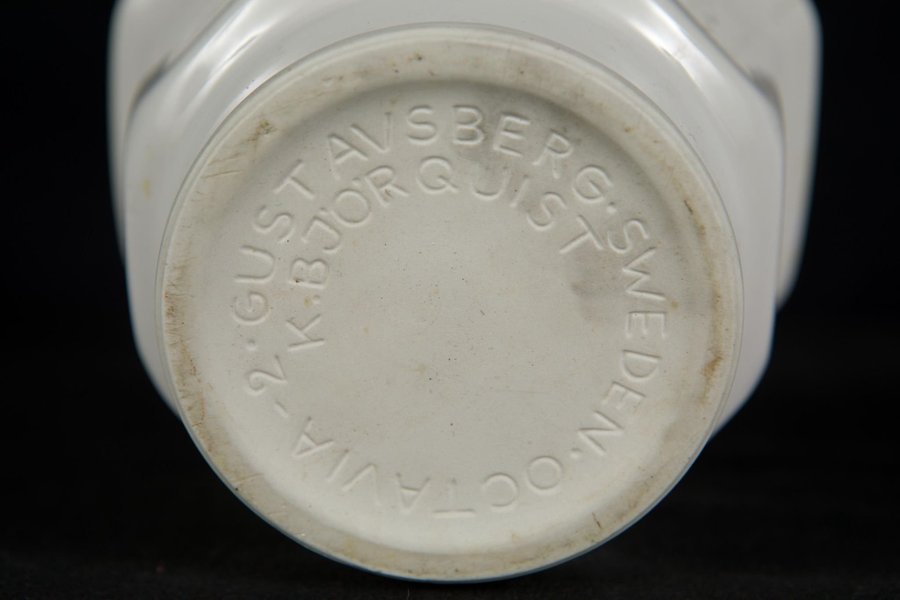 GUSTAVSBERG. SWEDEN. OCTAVIA - 2.
K. BJÖRQUIST